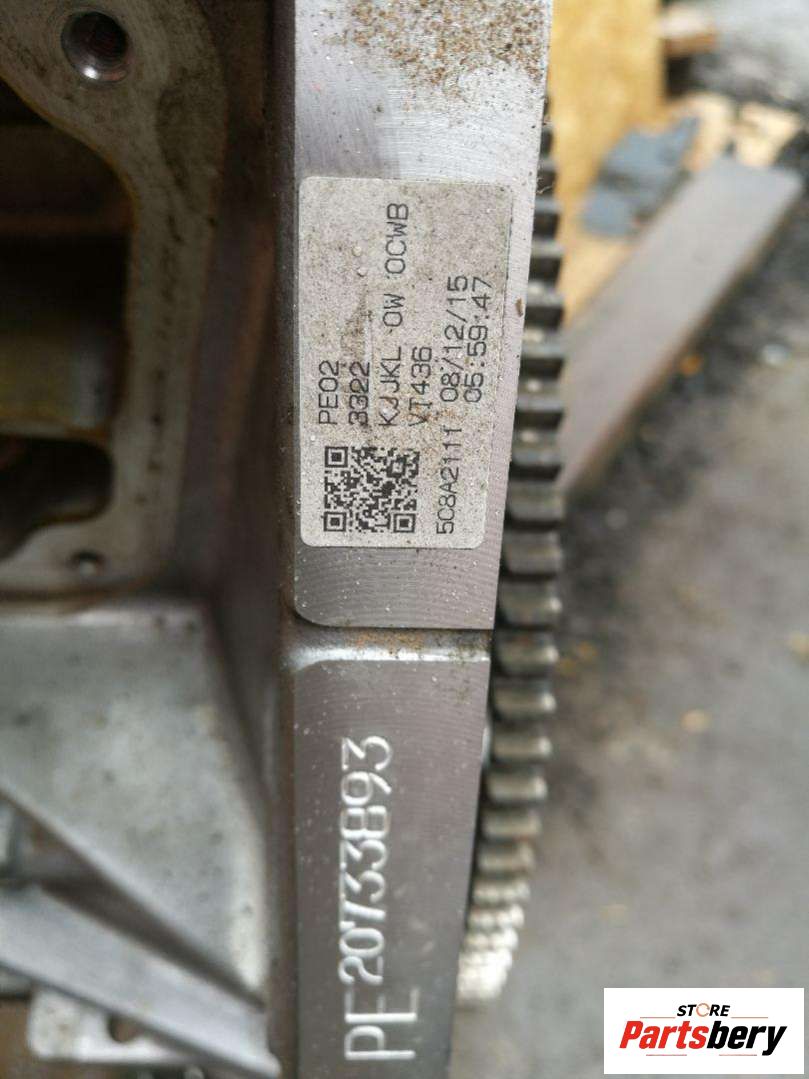 PE02
3322
KJJKL 0W 0CWB
VT436
5C8A2111 08/12/15
05:59:47
PE20733893
STORE
Partsbery